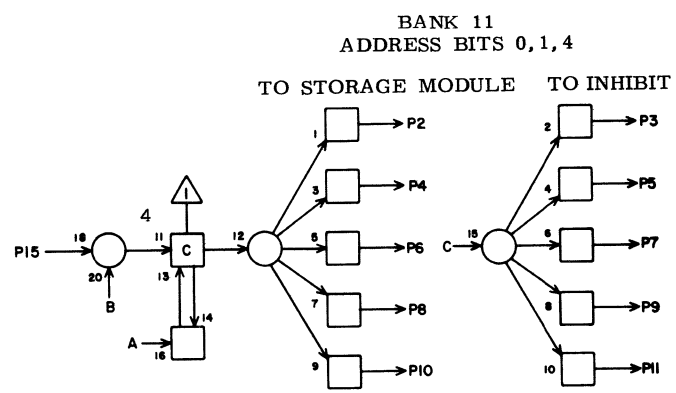 BANK 11
ADDRESS BITS 0,1,4
TO STORAGE MODULE TO INHIBIT
1 P2
2 P3
3 P4
4 P5
P15 18 4 11 C 12 5 P6
C 15 6 P7
20 13 14
B
7 P8
8 P9
A 16
9 P10
10 P11
1